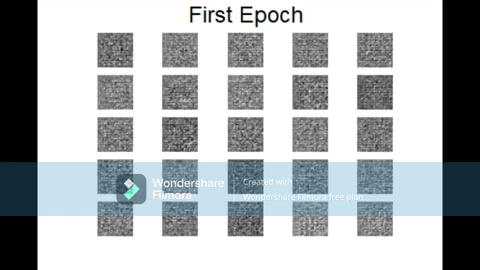 First Epoch
Wondershare
Filmora
Created with
Wondershare Filmora free plan